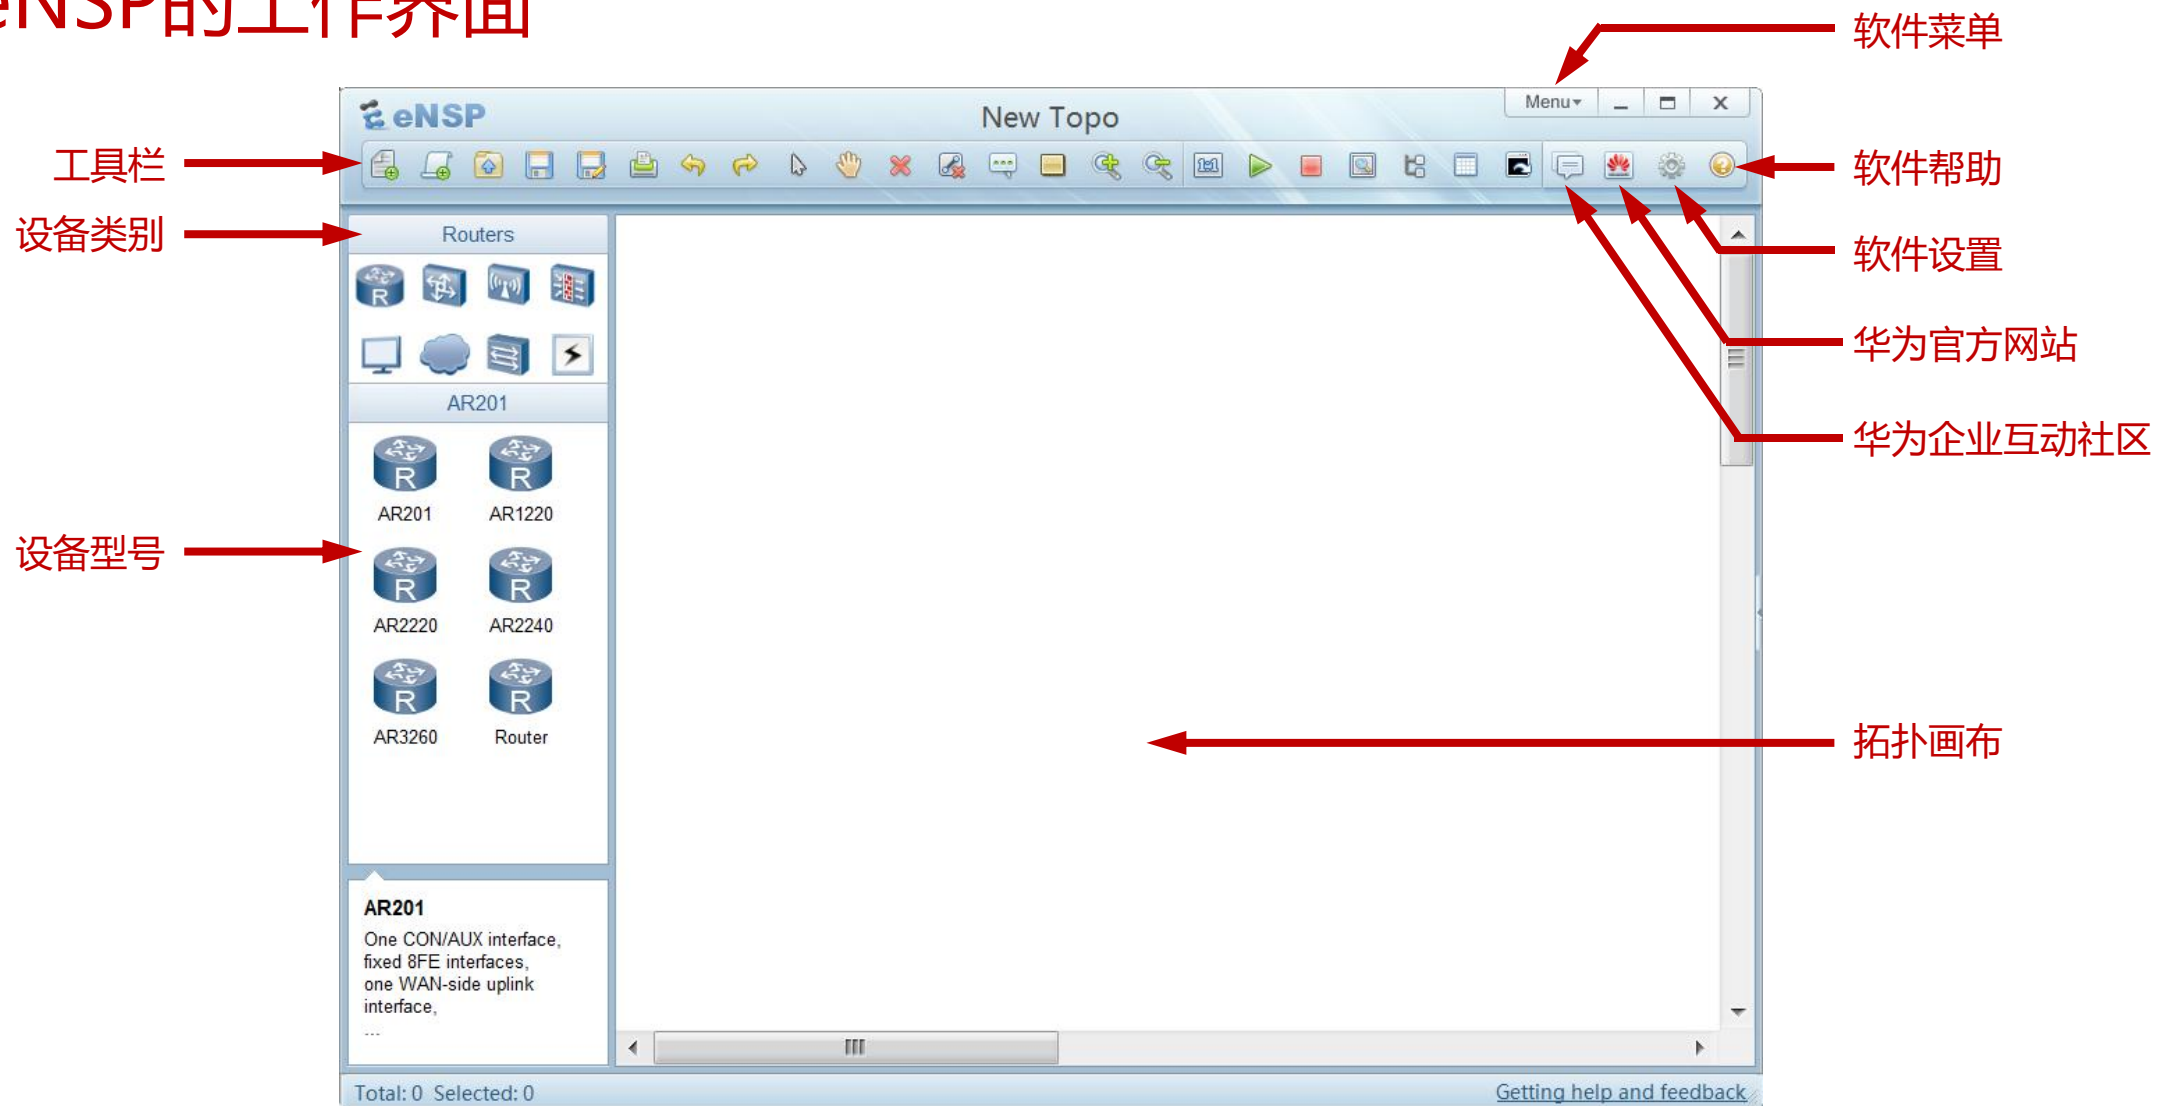 eNSP的工作界面
软件菜单
eNSP
New Topo
Menu
工具栏
软件帮助
设备类别
Routers
软件设置
华为官方网站
AR201
华为企业互动社区
AR201 AR1220
设备型号
AR2220 AR2240
AR3260 Router
拓扑画布
AR201
One CON/AUX interface,
fixed 8FE interfaces,
one WAN-side uplink
interface,
...
Total: 0 Selected: 0
Getting help and feedback